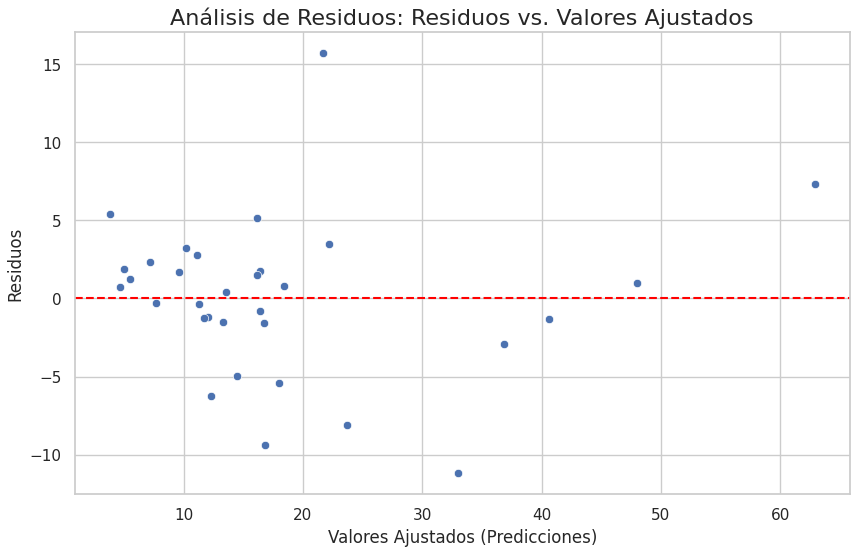 Análisis de Residuos: Residuos vs. Valores Ajustados
Residuos
15
10
5
0
−5
−10
10 20 30 40 50 60
Valores Ajustados (Predicciones)